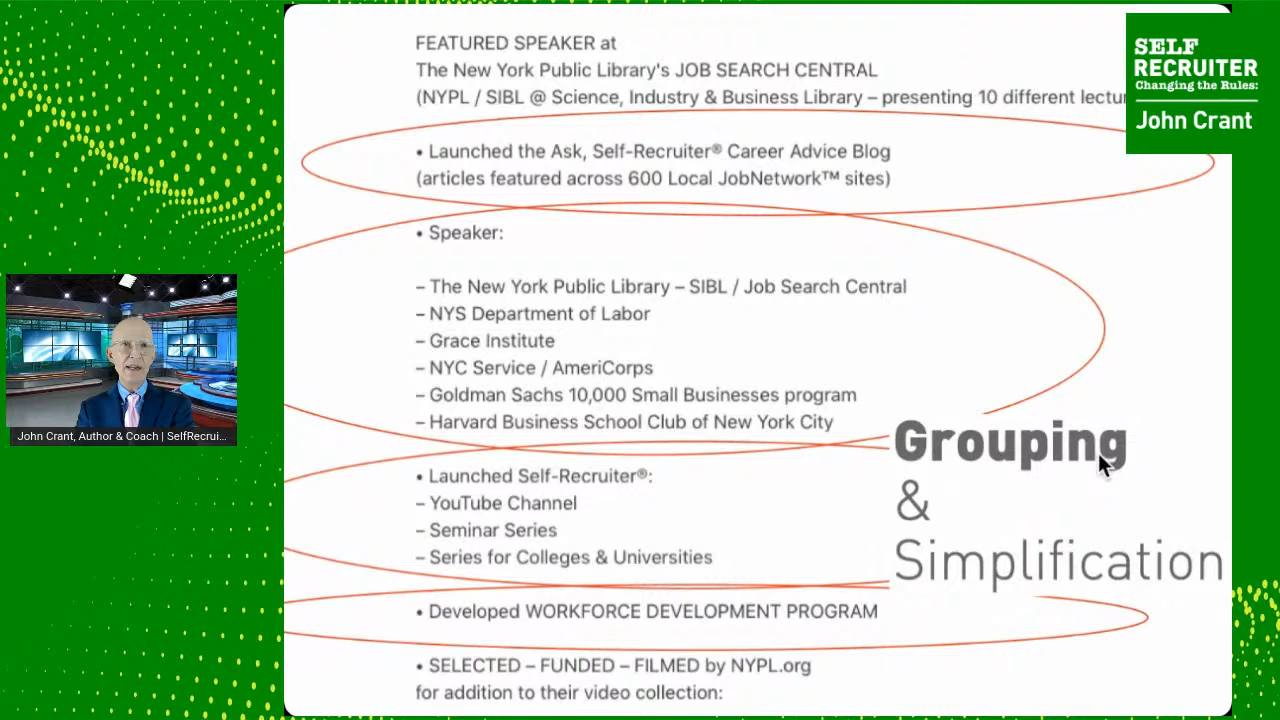 FEATURED SPEAKER at
The New York Public Library's JOB SEARCH CENTRAL
(NYPL / SIBL @ Science, Industry & Business Library – presenting 10 different
• Launched the Ask, Self-Recruiter® Career Advice Blog
(articles featured across 600 Local JobNetwork™ sites)
• Speaker:
– The New York Public Library – SIBL / Job Search Central
– NYS Department of Labor
– Grace Institute
– NYC Service / AmeriCorps
– Goldman Sachs 10,000 Small Businesses program
– Harvard Business School Club of New York City
• Launched Self-Recruiter®:
– YouTube Channel
– Seminar Series
– Series for Colleges & Universities
• Developed WORKFORCE DEVELOPMENT PROGRAM
• SELECTED – FUNDED – FILMED by NYPL.org
for addition to their video collection:
Grouping
&
Simplification
SELF
RECRUITER
Changing the Rules:
John Crant
John Crant, Author & Coach | SelfRecrui...